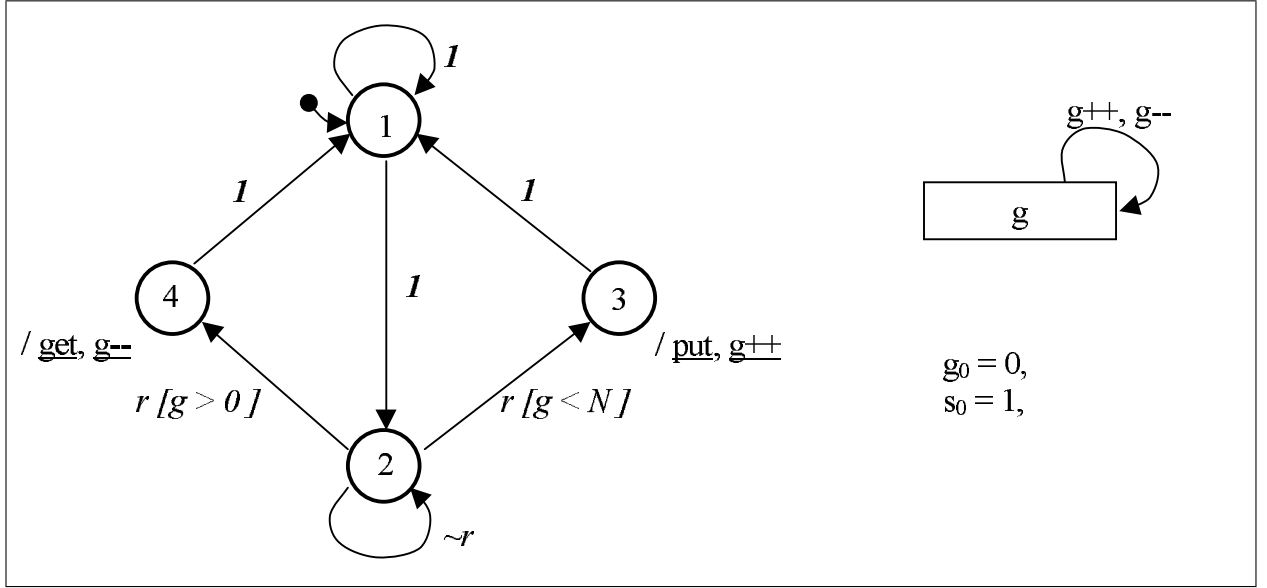 1
1
g++, g--
1
1
g
1
4
3
/ get, g--
/ put, g++
g₀ = 0,
r [g > 0 ]
r [g < N ]
s₀ = 1,
2
~r